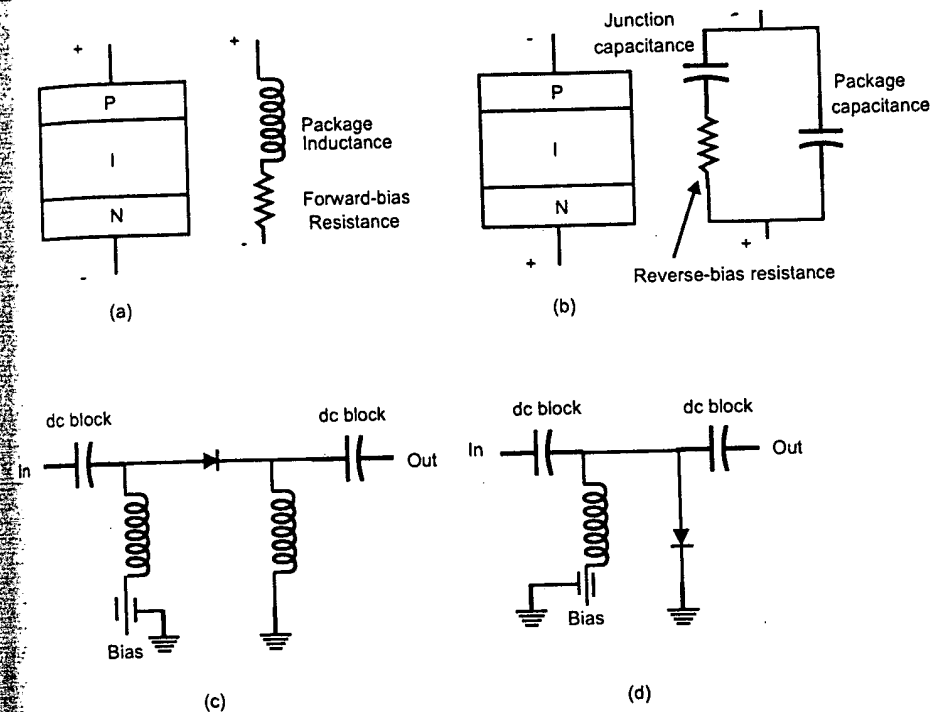 +
P
I
N
-
(a)
+
Package
Inductance
Forward-bias
Resistance
-
-
P
I
N
+
(b)
-
Junction
capacitance
Package
capacitance
+
Reverse-bias resistance
dc block
dc block
In
Out
Bias
(c)
dc block
dc block
In
Out
Bias
(d)